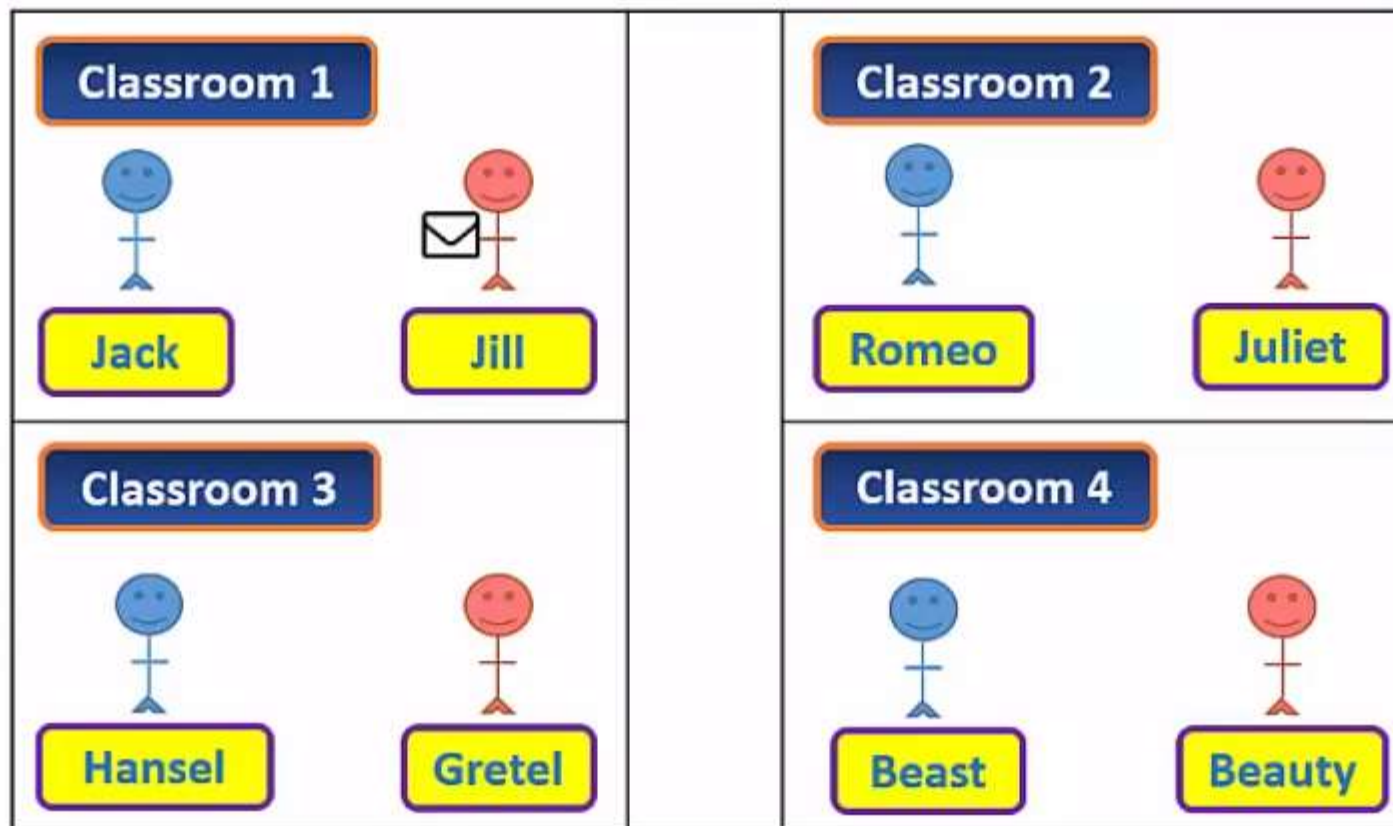 Classroom 1
Classroom 2
Jack
Jill
Romeo
Juliet
Classroom 3
Classroom 4
Hansel
Gretel
Beast
Beauty